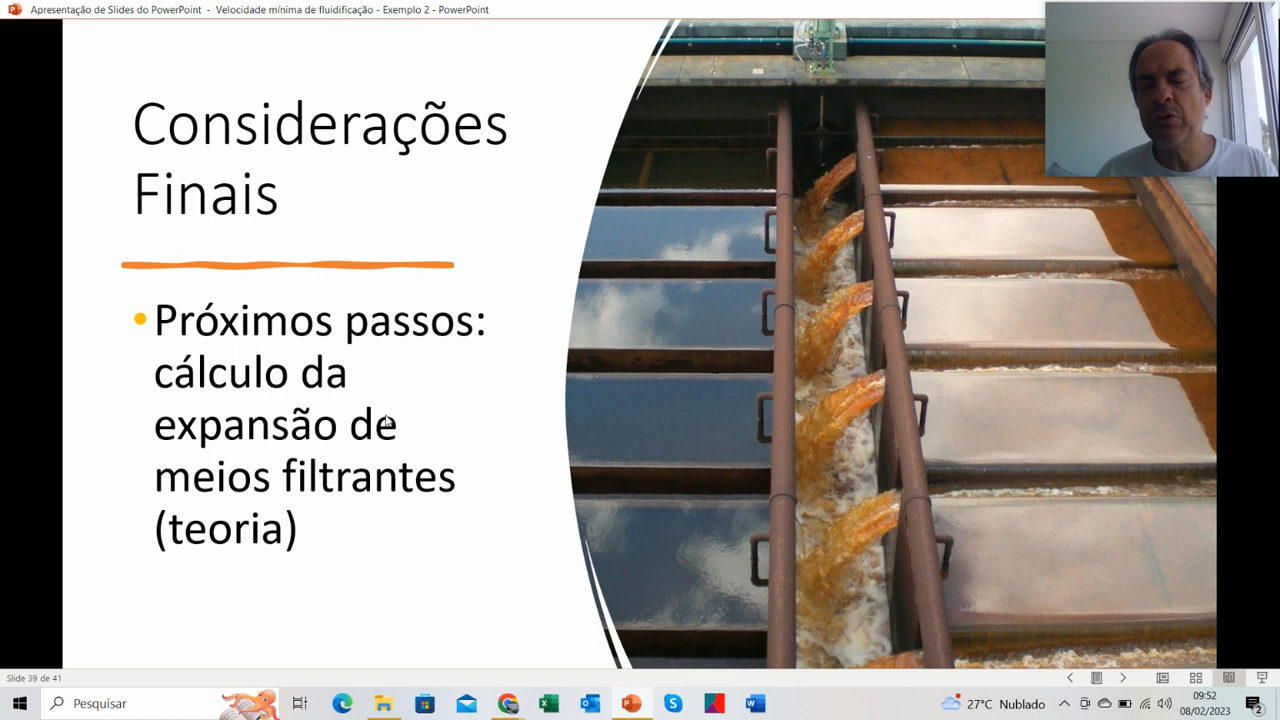 Apresentação de Slides do PowerPoint - Velocidade mínima de fluidificação - Exemplo 2 - PowerPoint
Considerações
Finais
•Próximos passos:
cálculo da
expansão de
meios filtrantes
(teoria)
Slide 39 de 41
Pesquisar
27°C Nublado
09:52
08/02/2023
2